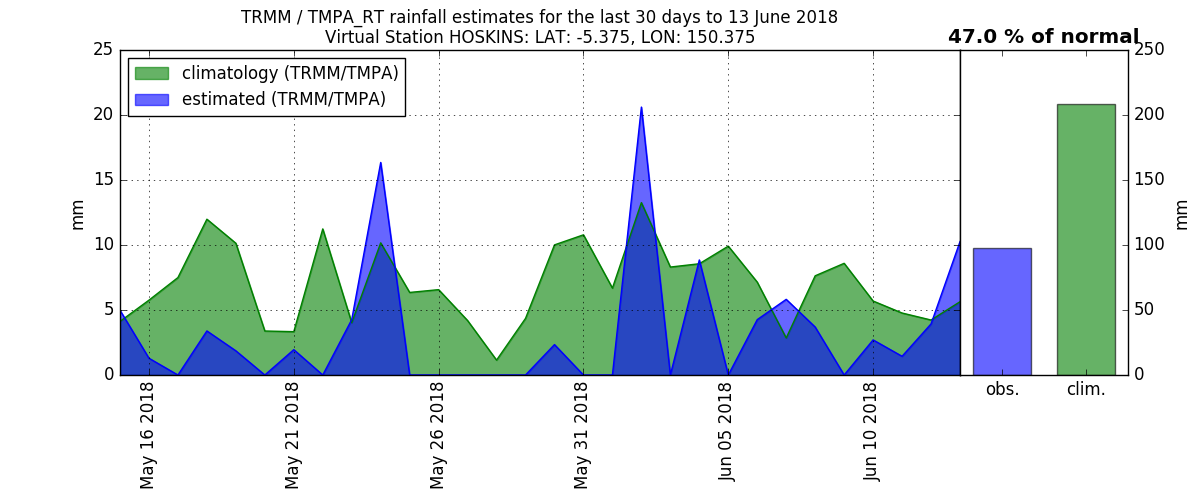 TRMM / TMPA_RT rainfall estimates for the last 30 days to 13 June 2018
Virtual Station HOSKINS: LAT: -5.375, LON: 150.375
47.0 % of normal
climatology (TRMM/TMPA)
estimated (TRMM/TMPA)
25
20
15
10
5
0
mm
250
200
150
100
50
0
mm
May 16 2018
May 21 2018
May 26 2018
May 31 2018
Jun 05 2018
Jun 10 2018
obs.
clim.